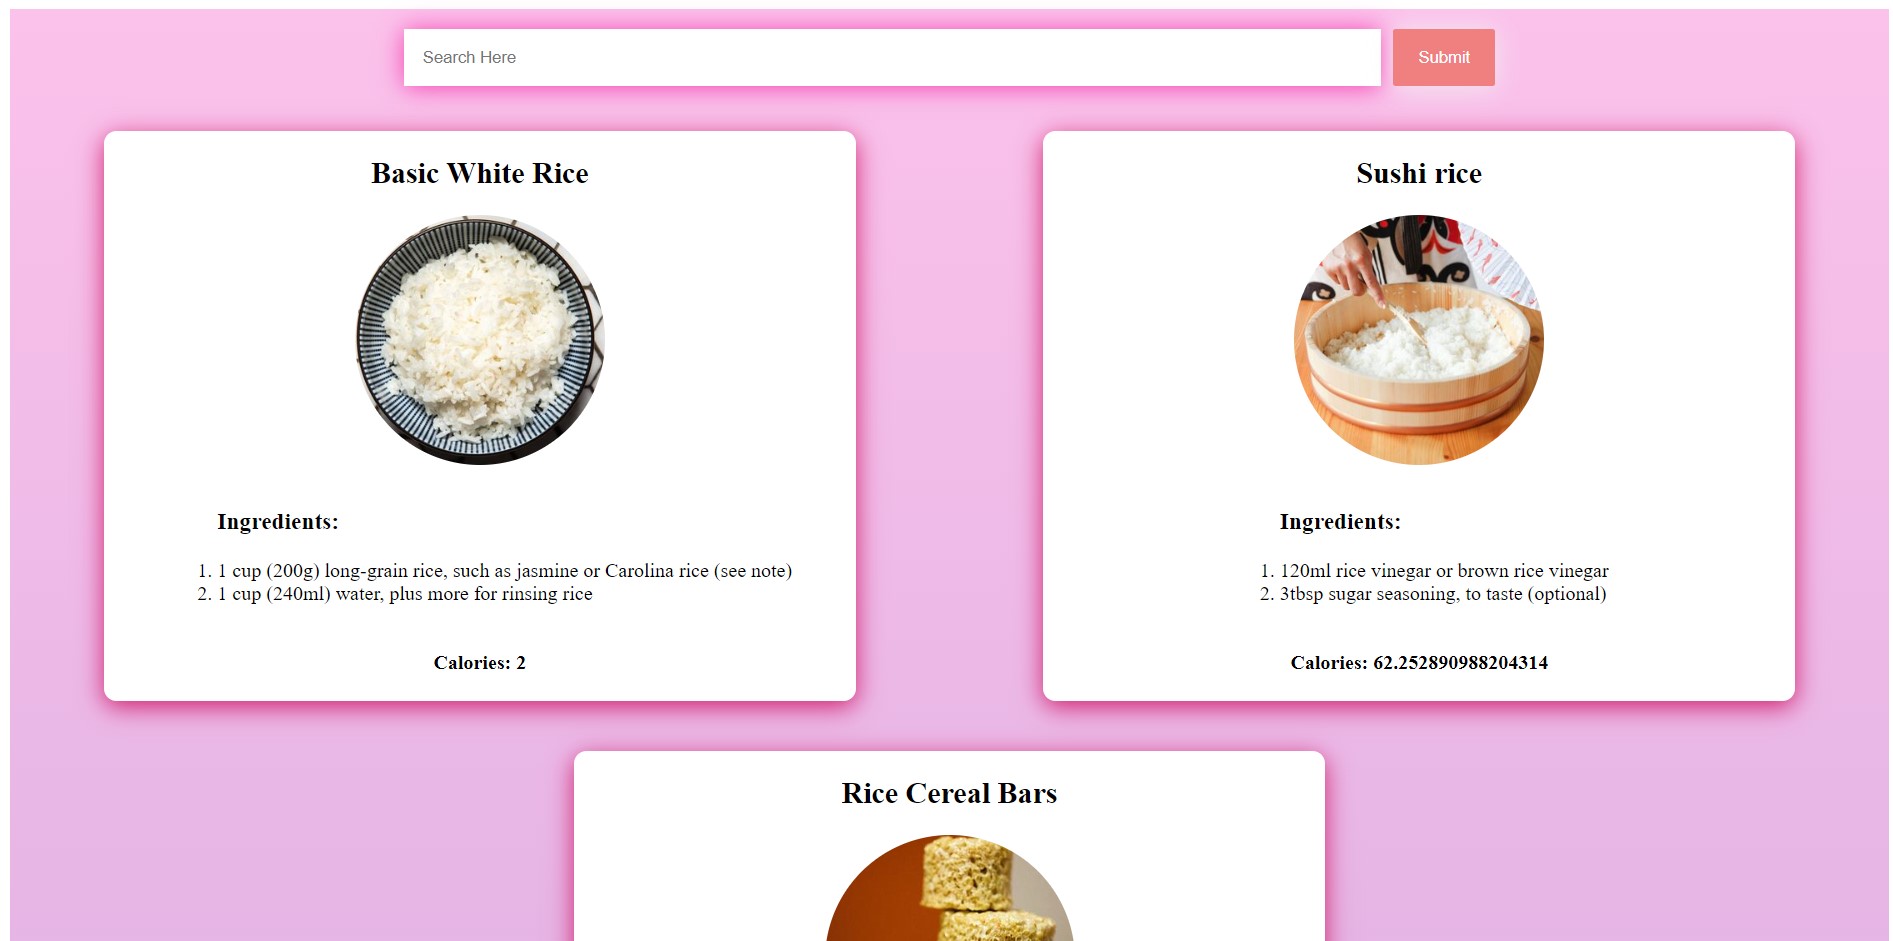 Search Here
Submit
Basic White Rice
Ingredients:
1. 1 cup (200g) long-grain rice, such as jasmine or Carolina rice (see note)
2. 1 cup (240ml) water, plus more for rinsing rice
Calories: 2
Sushi rice
Ingredients:
1. 120ml rice vinegar or brown rice vinegar
2. 3tbsp sugar seasoning, to taste (optional)
Calories: 62.252890988204314
Rice Cereal Bars